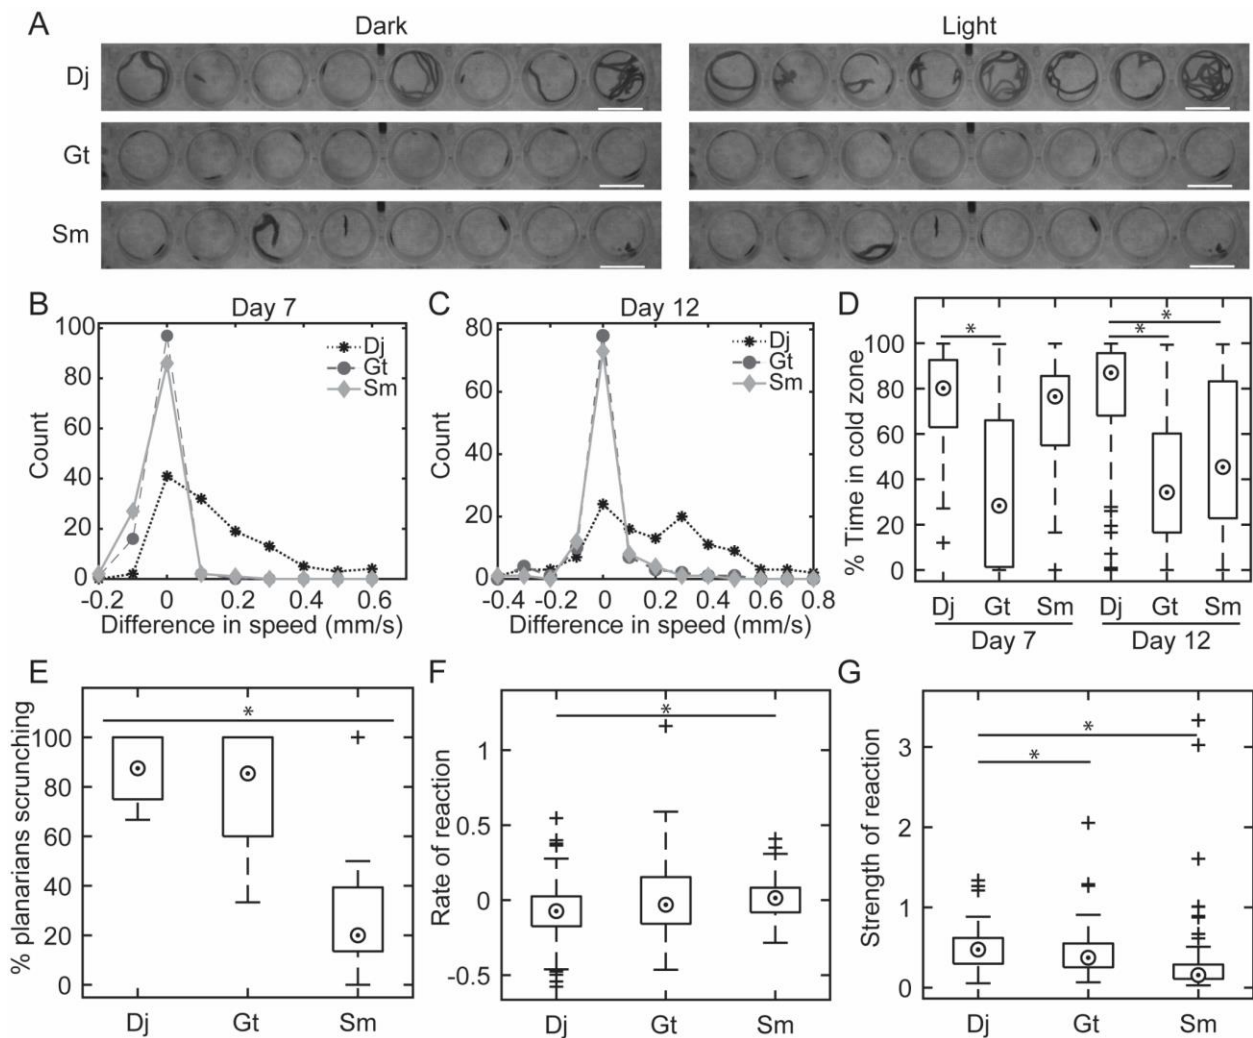 A
Dark
Light
Dj
Gt
Sm
B
Day 7
100
80
60
40
20
0
Count
Dj
Gt
Sm
-0.2
0
0.2
0.4
0.6
Difference in speed (mm/s)
C
Day 12
80
60
40
20
0
Count
Dj
Gt
Sm
-0.4
-0.2
0
0.2
0.4
0.6
0.8
Difference in speed (mm/s)
D
*
*
*
100
80
60
40
20
0
% Time in cold zone
Dj Gt Sm Dj Gt Sm
Day 7 Day 12
E
*
100
80
60
40
20
0
% planarians scrunching
Dj Gt Sm
F
*
1
0.5
0
-0.5
Rate of reaction
Dj Gt Sm
G
*
*
3
2
1
0
Strength of reaction
Dj Gt Sm